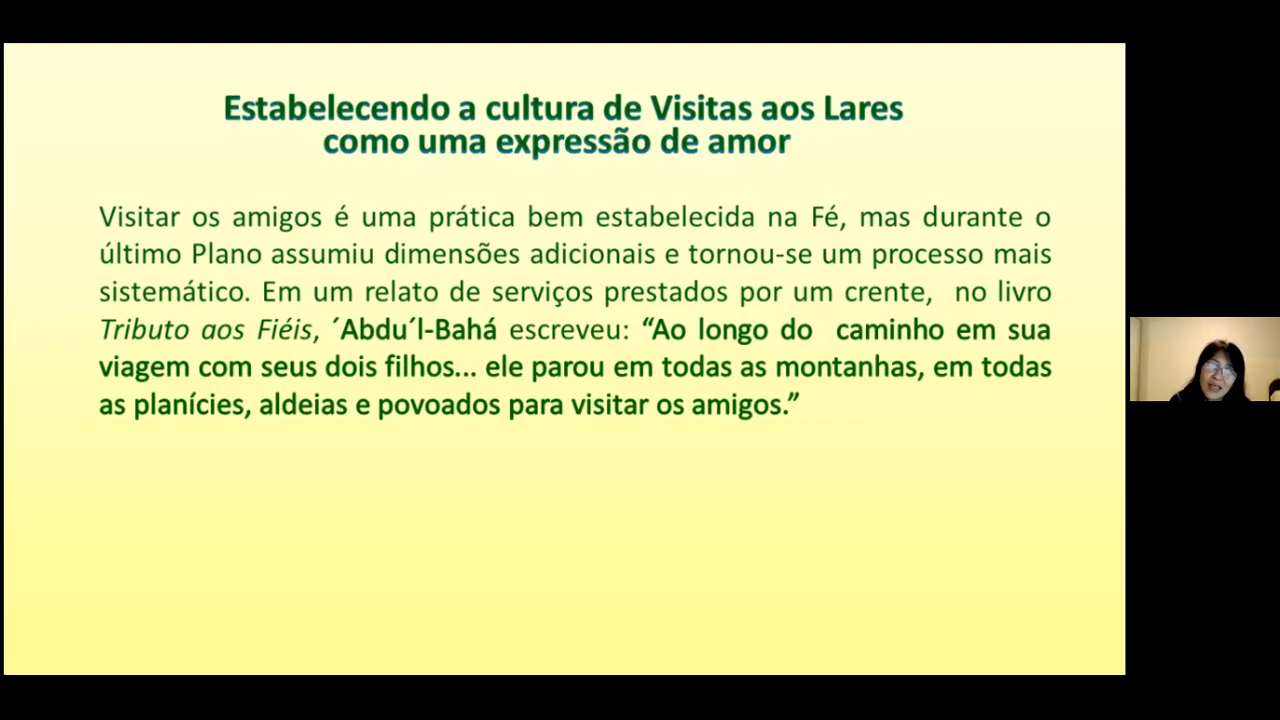 Estabelecendo a cultura de Visitas aos Lares
como uma expressão de amor
Visitar os amigos é uma prática bem estabelecida na Fé, mas durante o
último Plano assumiu dimensões adicionais e tornou-se um processo mais
sistemático. Em um relato de serviços prestados por um crente, no livro
Tributo aos Fiéis, ´Abdu´l-Bahá escreveu: “Ao longo do caminho em sua
viagem com seus dois filhos... ele parou em todas as montanhas, em todas
as planícies, aldeias e povoados para visitar os amigos.”